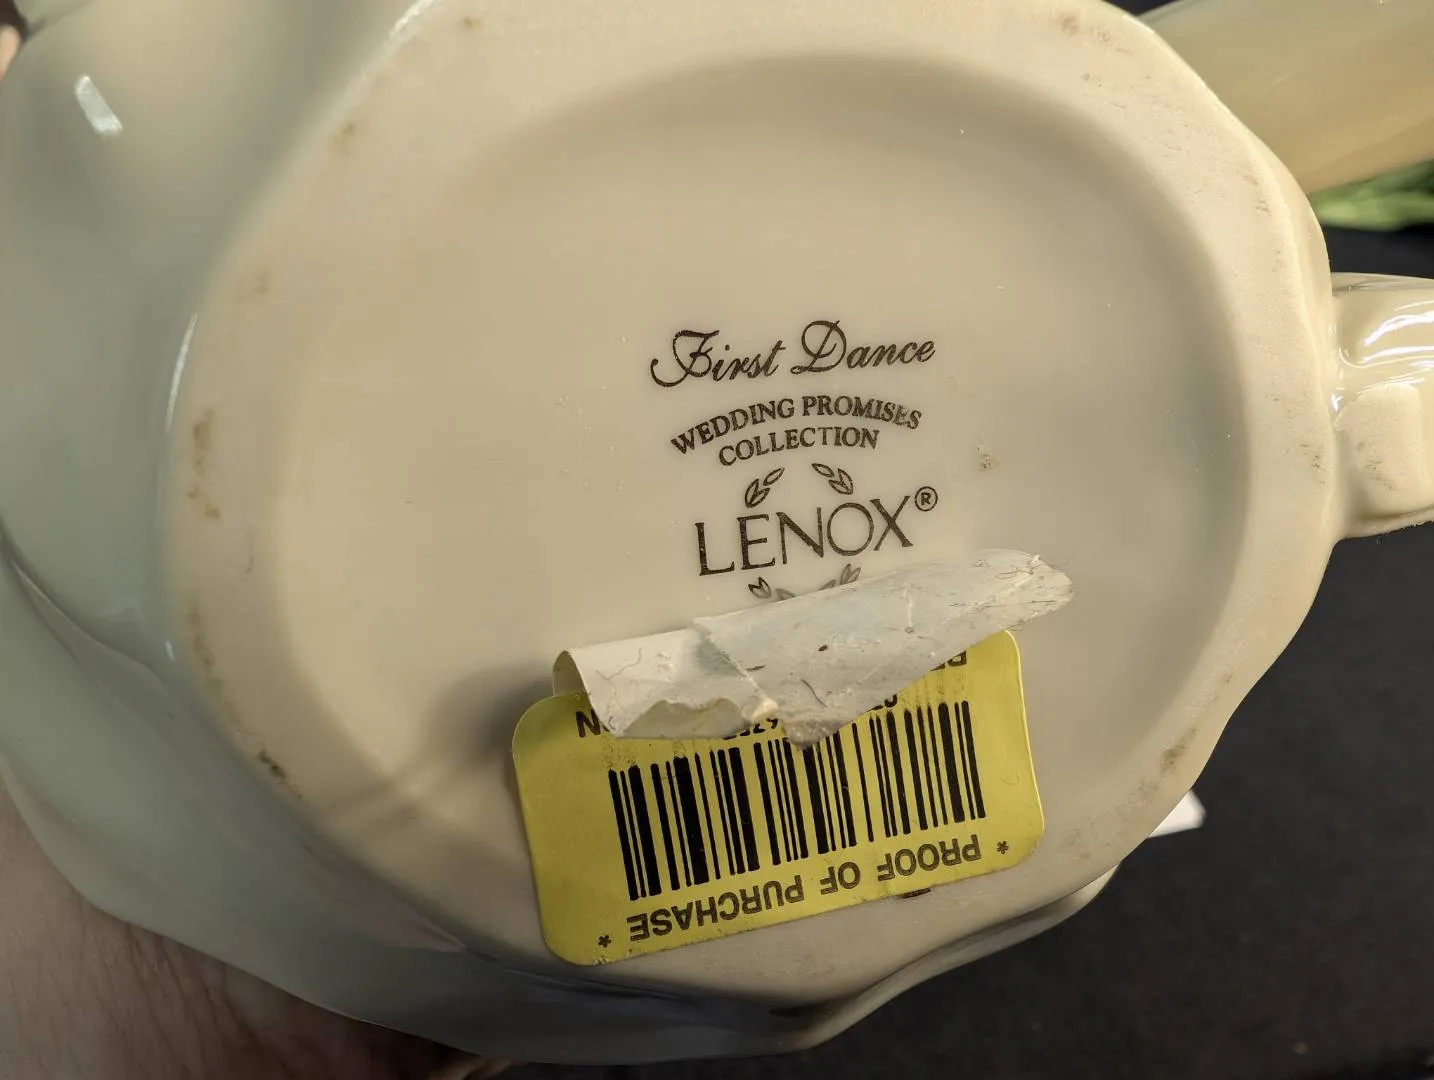 First Dance
WEDDING PROMISES
COLLECTION
LENOX®
* PROOF OF PURCHASE *